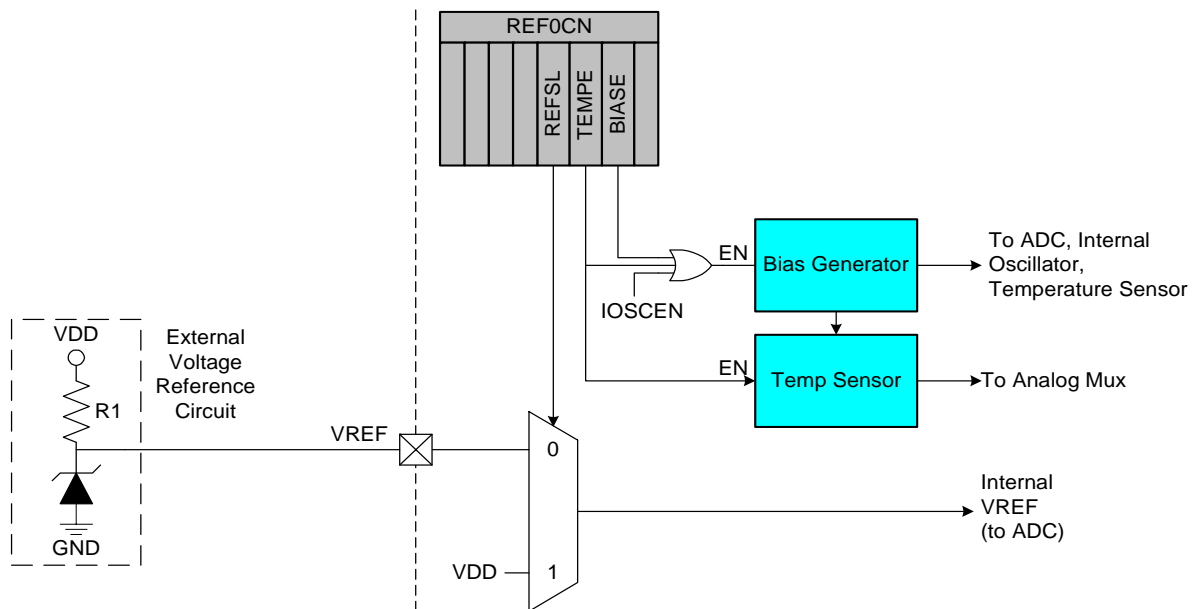 REF0CN
REFSL
TEMPE
BIASE
EN
Bias Generator
To ADC, Internal
Oscillator,
Temperature Sensor
IOSCEN
EN
Temp Sensor
To Analog Mux
VDD
R1
GND
External
Voltage
Reference
Circuit
VREF
0
VDD
1
Internal
VREF
(to ADC)